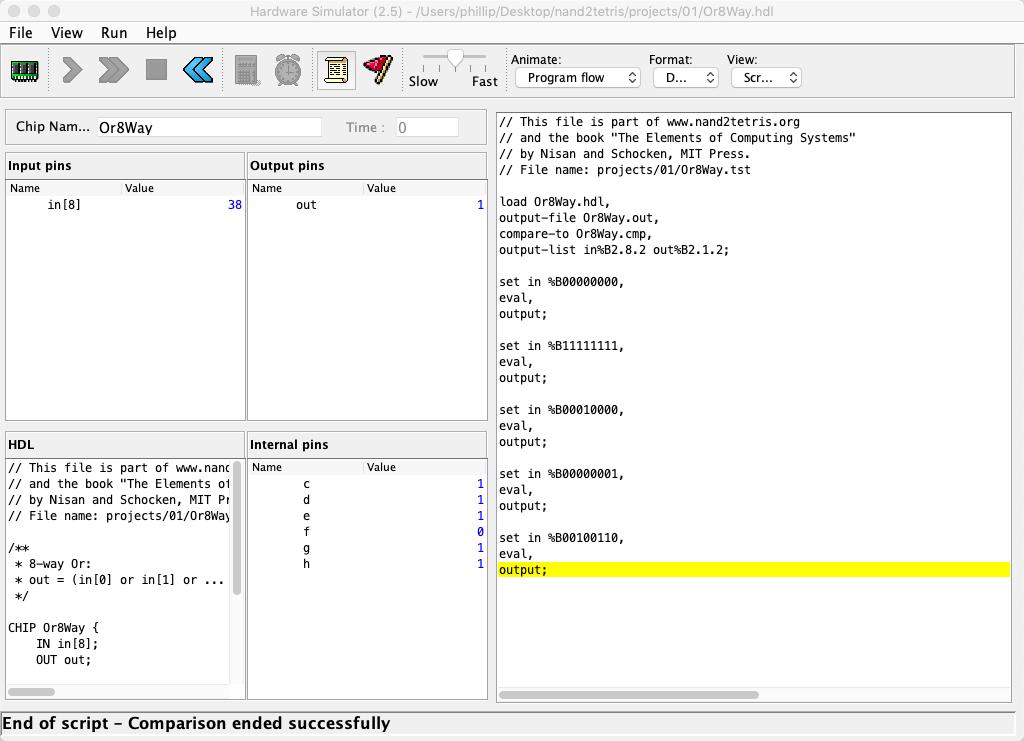 Hardware Simulator (2.5) - /Users/phillip/Desktop/nand2tetris/projects/01/Or8Way.hdl
File View Run Help
Slow Fast
Animate: Format: View:
Program flow D... Scr...
Chip Nam... Or8Way Time : 0
Input pins
Name Value
in[8] 38
Output pins
Name Value
out 1
HDL
// This file is part of www.nand
// and the book "The Elements of
// by Nisan and Schocken, MIT Pr
// File name: projects/01/Or8Way
/**
* 8-way Or:
* out = (in[0] or in[1] or ...
*/
CHIP Or8Way {
IN in[8];
OUT out;
Internal pins
Name Value
c 1
d 1
e 1
f 0
g 1
h 1
// This file is part of www.nand2tetris.org
// and the book "The Elements of Computing Systems"
// by Nisan and Schocken, MIT Press.
// File name: projects/01/Or8Way.tst
load Or8Way.hdl,
output-file Or8Way.out,
compare-to Or8Way.cmp,
output-list in%B2.8.2 out%B2.1.2;
set in %B00000000,
eval,
output;
set in %B11111111,
eval,
output;
set in %B00010000,
eval,
output;
set in %B00000001,
eval,
output;
set in %B00100110,
eval,
output;
End of script – Comparison ended successfully